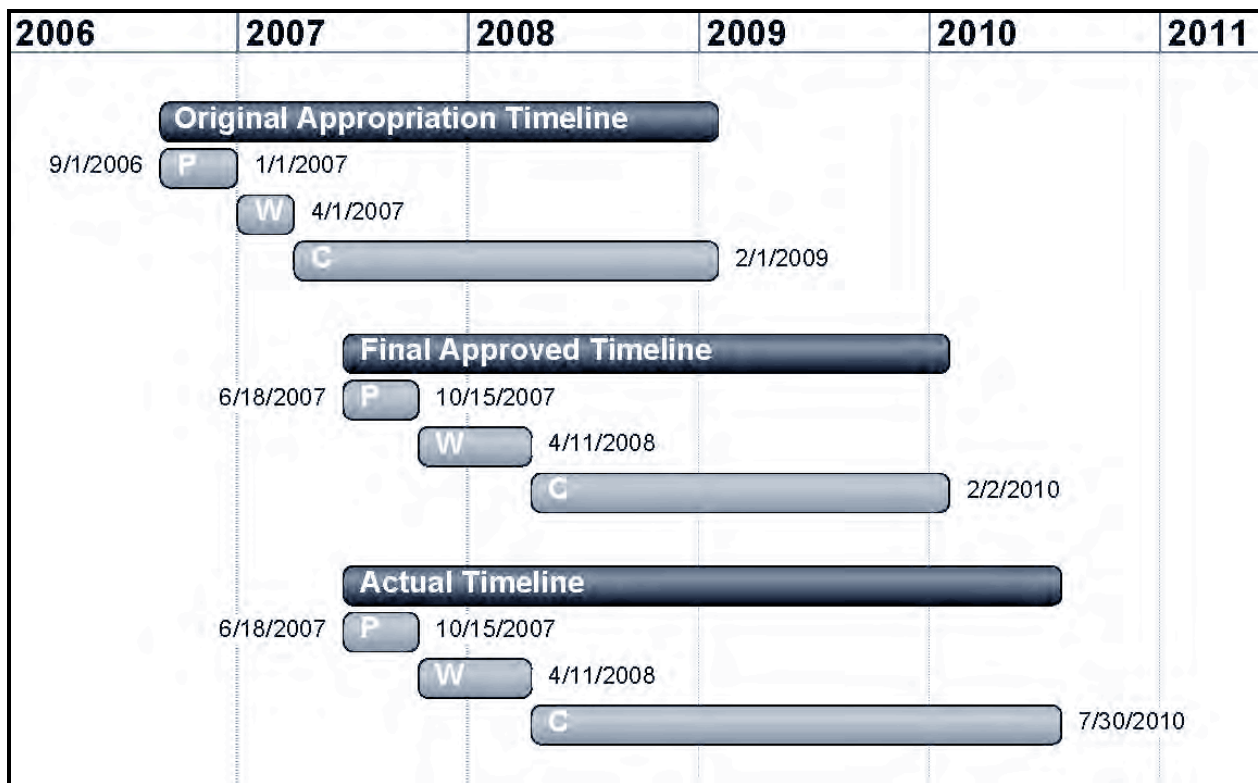 2006 2007 2008 2009 2010 2011
Original Appropriation Timeline
9/1/2006 P 1/1/2007
W 4/1/2007
C 2/1/2009
Final Approved Timeline
6/18/2007 P 10/15/2007
W 4/11/2008
C 2/2/2010
Actual Timeline
6/18/2007 P 10/15/2007
W 4/11/2008
C 7/30/2010